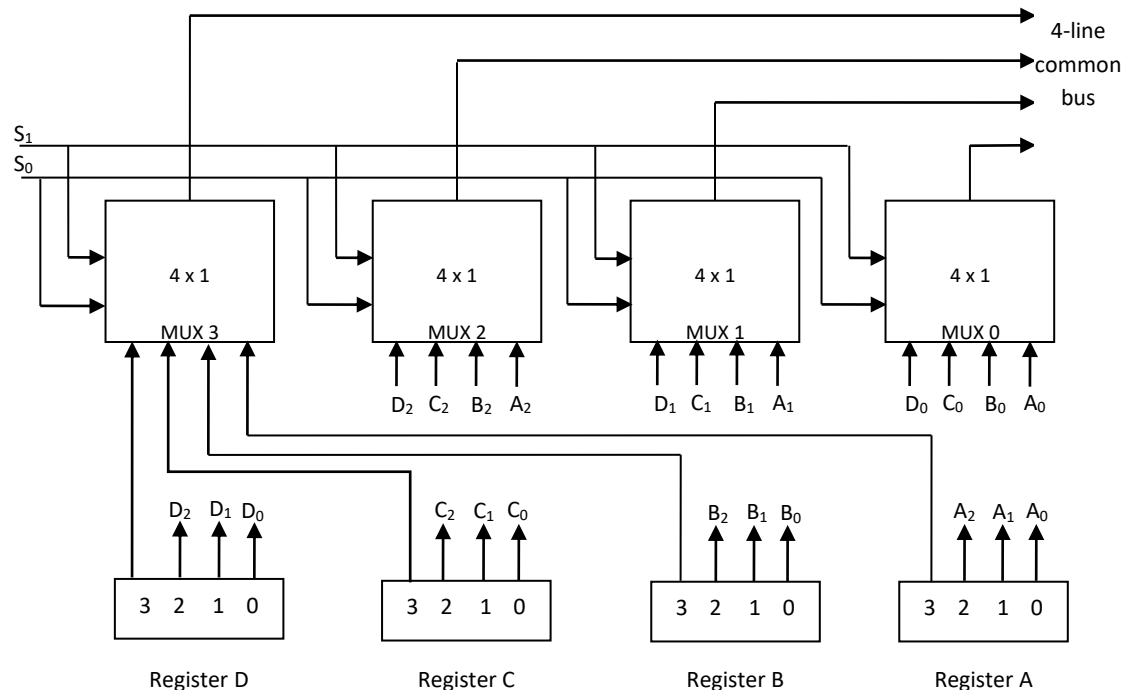 4-line
common
bus
S₁
S₀
4 x 1
MUX 3
4 x 1
MUX 2
4 x 1
MUX 1
4 x 1
MUX 0
D₂ C₂ B₂ A₂
D₁ C₁ B₁ A₁
D₀ C₀ B₀ A₀
D₂ D₁ D₀
C₂ C₁ C₀
B₂ B₁ B₀
A₂ A₁ A₀
3 2 1 0
3 2 1 0
3 2 1 0
3 2 1 0
Register D
Register C
Register B
Register A